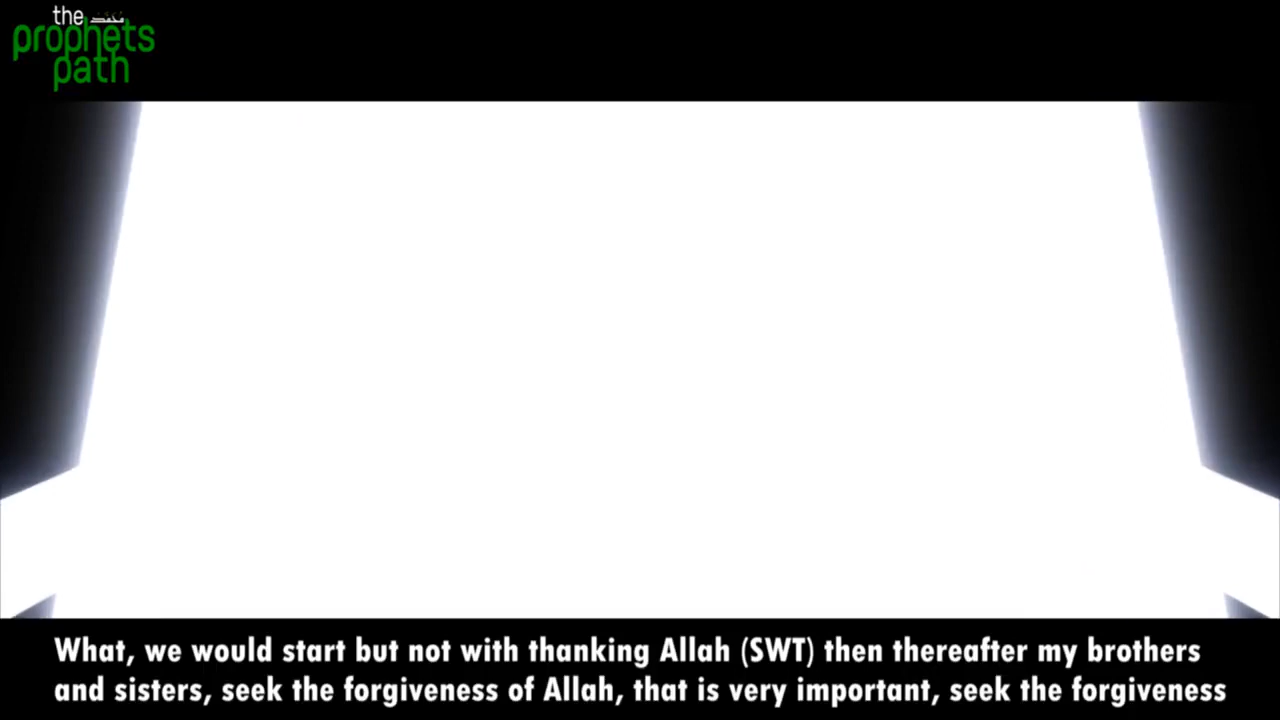 the محمد
prophets
path
What, we would start but not with thanking Allah (SWT) then thereafter my brothers
and sisters, seek the forgiveness of Allah, that is very important, seek the forgiveness